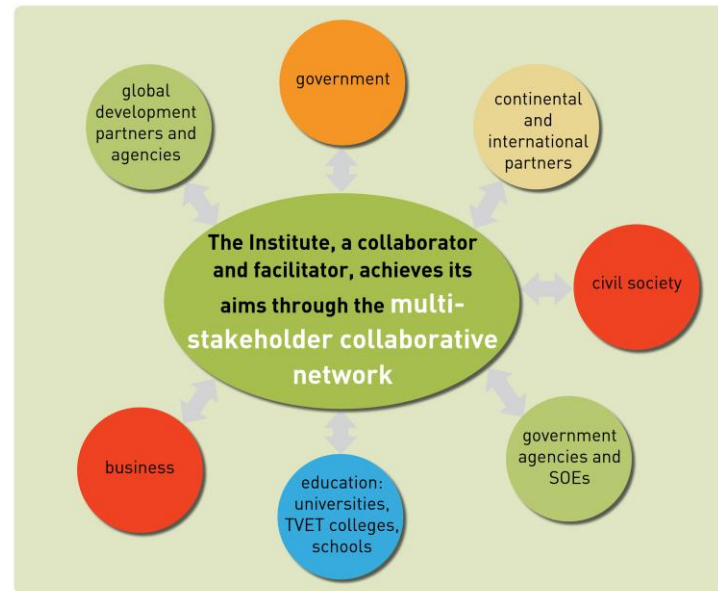 government
global
development
partners and
agencies
continental
and
international
partners
The Institute, a collaborator
and facilitator, achieves its
aims through the multi-
stakeholder collaborative
network
civil society
business
education:
universities,
TVET colleges,
schools
government
agencies and
SOEs